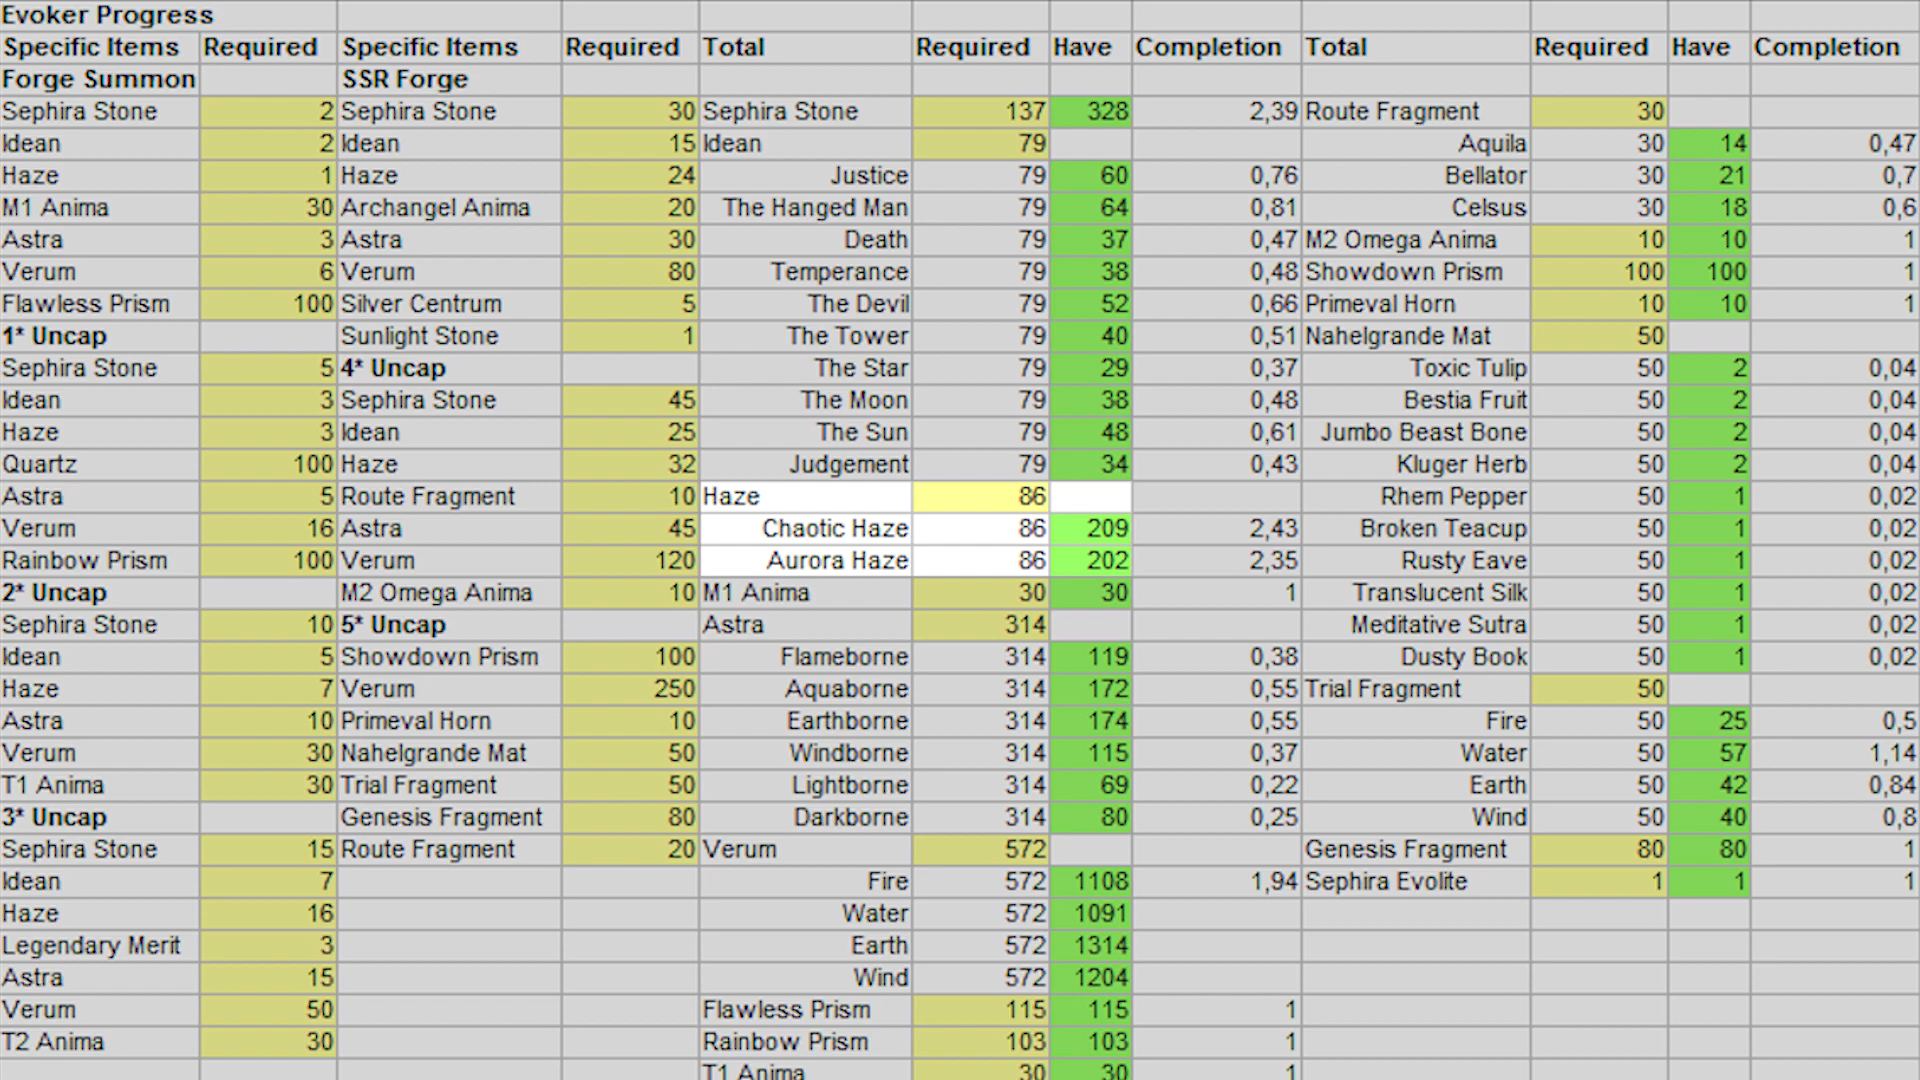 Evoker Progress
Specific Items Required Specific Items Required Total Required Have Completion Total Required Have Completion
Forge Summon SSR Forge
Sephira Stone 2 Sephira Stone 30 Sephira Stone 137 328 2,39 Route Fragment 30
Idean 2 Idean 15 Idean 79 Aquila 30 14 0,47
Haze 1 Haze 24 Justice 79 60 0,76 Bellator 30 21 0,7
M1 Anima 30 Archangel Anima 20 The Hanged Man 79 64 0,81 Celsus 30 18 0,6
Astra 3 Astra 30 Death 79 37 0,47 M2 Omega Anima 10 10 1
Verum 6 Verum 80 Temperance 79 38 0,48 Showdown Prism 100 100 1
Flawless Prism 100 Silver Centrum 5 The Devil 79 52 0,66 Primeval Horn 10 10 1
1* Uncap Sunlight Stone 1 The Tower 79 40 0,51 Nahelgrande Mat 50
Sephira Stone 5 4* Uncap The Star 79 29 0,37 Toxic Tulip 50 2 0,04
Idean 3 Sephira Stone 45 The Moon 79 38 0,48 Bestia Fruit 50 2 0,04
Haze 3 Idean 25 The Sun 79 48 0,61 Jumbo Beast Bone 50 2 0,04
Quartz 100 Haze 32 Judgement 79 34 0,43 Kluger Herb 50 2 0,04
Astra 5 Route Fragment 10 Haze 86 Rhem Pepper 50 1 0,02
Verum 16 Astra 45 Chaotic Haze 86 209 2,43 Broken Teacup 50 1 0,02
Rainbow Prism 100 Verum 120 Aurora Haze 86 202 2,35 Rusty Eave 50 1 0,02
2* Uncap M2 Omega Anima 10 M1 Anima 30 30 1 Translucent Silk 50 1 0,02
Sephira Stone 10 5* Uncap Astra 314 Meditative Sutra 50 1 0,02
Idean 5 Showdown Prism 100 Flameborne 314 119 0,38 Dusty Book 50 1 0,02
Haze 7 Verum 250 Aquaborne 314 172 0,55 Trial Fragment 50
Astra 10 Primeval Horn 10 Earthborne 314 174 0,55 Fire 50 25 0,5
Verum 30 Nahelgrande Mat 50 Windborne 314 115 0,37 Water 50 57 1,14
T1 Anima 30 Trial Fragment 50 Lightborne 314 69 0,22 Earth 50 42 0,84
3* Uncap Genesis Fragment 80 Darkborne 314 80 0,25 Wind 50 40 0,8
Sephira Stone 15 Route Fragment 20 Verum 572 Genesis Fragment 80 80 1
Idean 7 Fire 572 1108 1,94 Sephira Evolite 1 1 1
Haze 16 Water 572 1091
Legendary Merit 3 Earth 572 1314
Astra 15 Wind 572 1204
Verum 50 Flawless Prism 115 115 1
T2 Anima 30 Rainbow Prism 103 103 1
T1 Anima 30 30 1